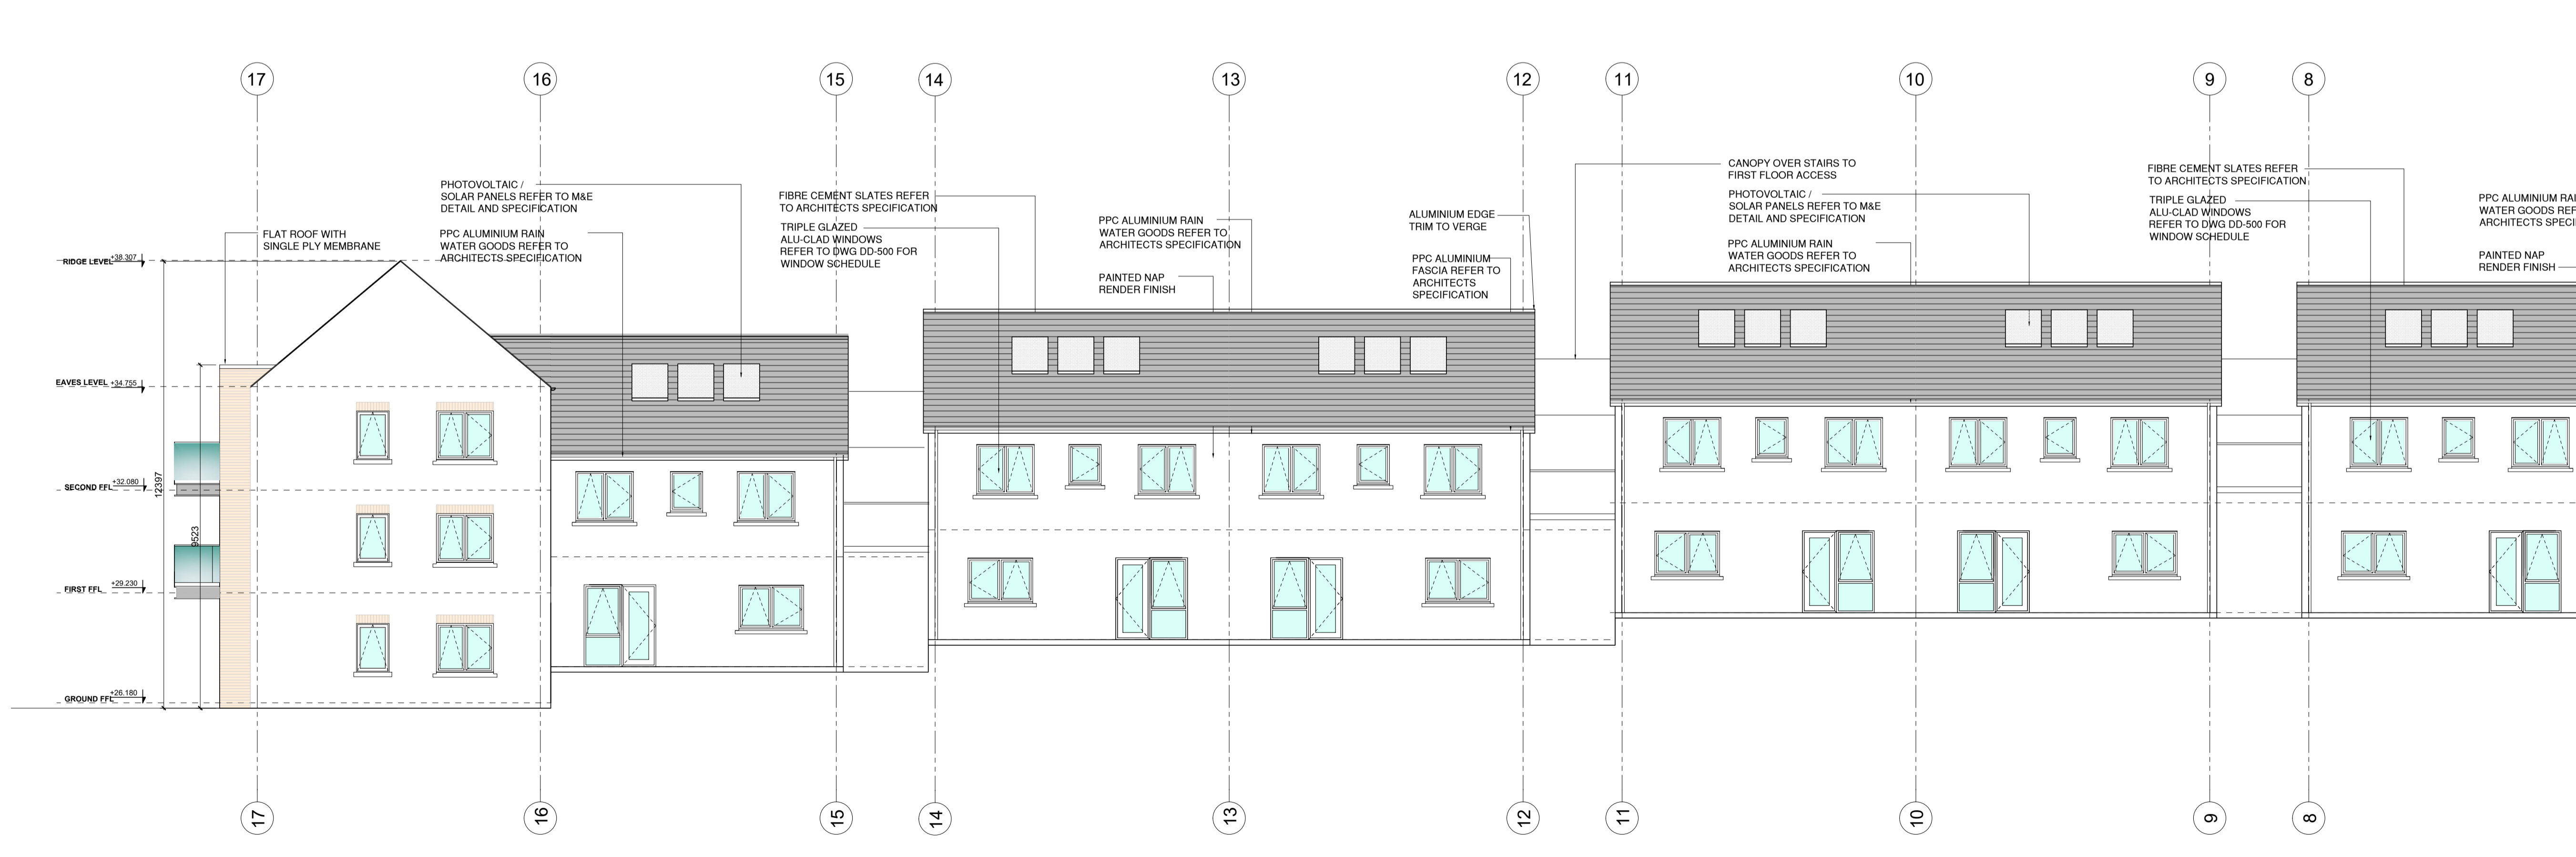 17
16
15
14
13
12
11
10
9
8
CANOPY OVER STAIRS TO
FIRST FLOOR ACCESS
PHOTOVOLTAIC /
SOLAR PANELS REFER TO M&E
DETAIL AND SPECIFICATION
FIBRE CEMENT SLATES REFER
TO ARCHITECTS SPECIFICATION
PHOTOVOLTAIC /
SOLAR PANELS REFER TO M&E
DETAIL AND SPECIFICATION
FIBRE CEMENT SLATES REFER
TO ARCHITECTS SPECIFICATION
FLAT ROOF WITH
SINGLE PLY MEMBRANE
PPC ALUMINIUM RAIN
WATER GOODS REFER TO
ARCHITECTS SPECIFICATION
TRIPLE GLAZED
ALU-CLAD WINDOWS
REFER TO DWG DD-500 FOR
WINDOW SCHEDULE
PPC ALUMINIUM RAIN
WATER GOODS REFER TO
ARCHITECTS SPECIFICATION
PAINTED NAP
RENDER FINISH
ALUMINIUM EDGE
TRIM TO VERGE
PPC ALUMINIUM
FASCIA REFER TO
ARCHITECTS
SPECIFICATION
PPC ALUMINIUM RAIN
WATER GOODS REFER TO
ARCHITECTS SPECIFICATION
TRIPLE GLAZED
ALU-CLAD WINDOWS
REFER TO DWG DD-500 FOR
WINDOW SCHEDULE
PPC ALUMINIUM
WATER GOODS
ARCHITECTS
PAINTED NAP
RENDER FINISH
RIDGE LEVEL +38.307
EAVES LEVEL +34.755
SECOND FFL +32.080
FIRST FFL +29.230
GROUND FFL +26.180
12397
9523
17
16
15
14
13
12
11
10
9
8